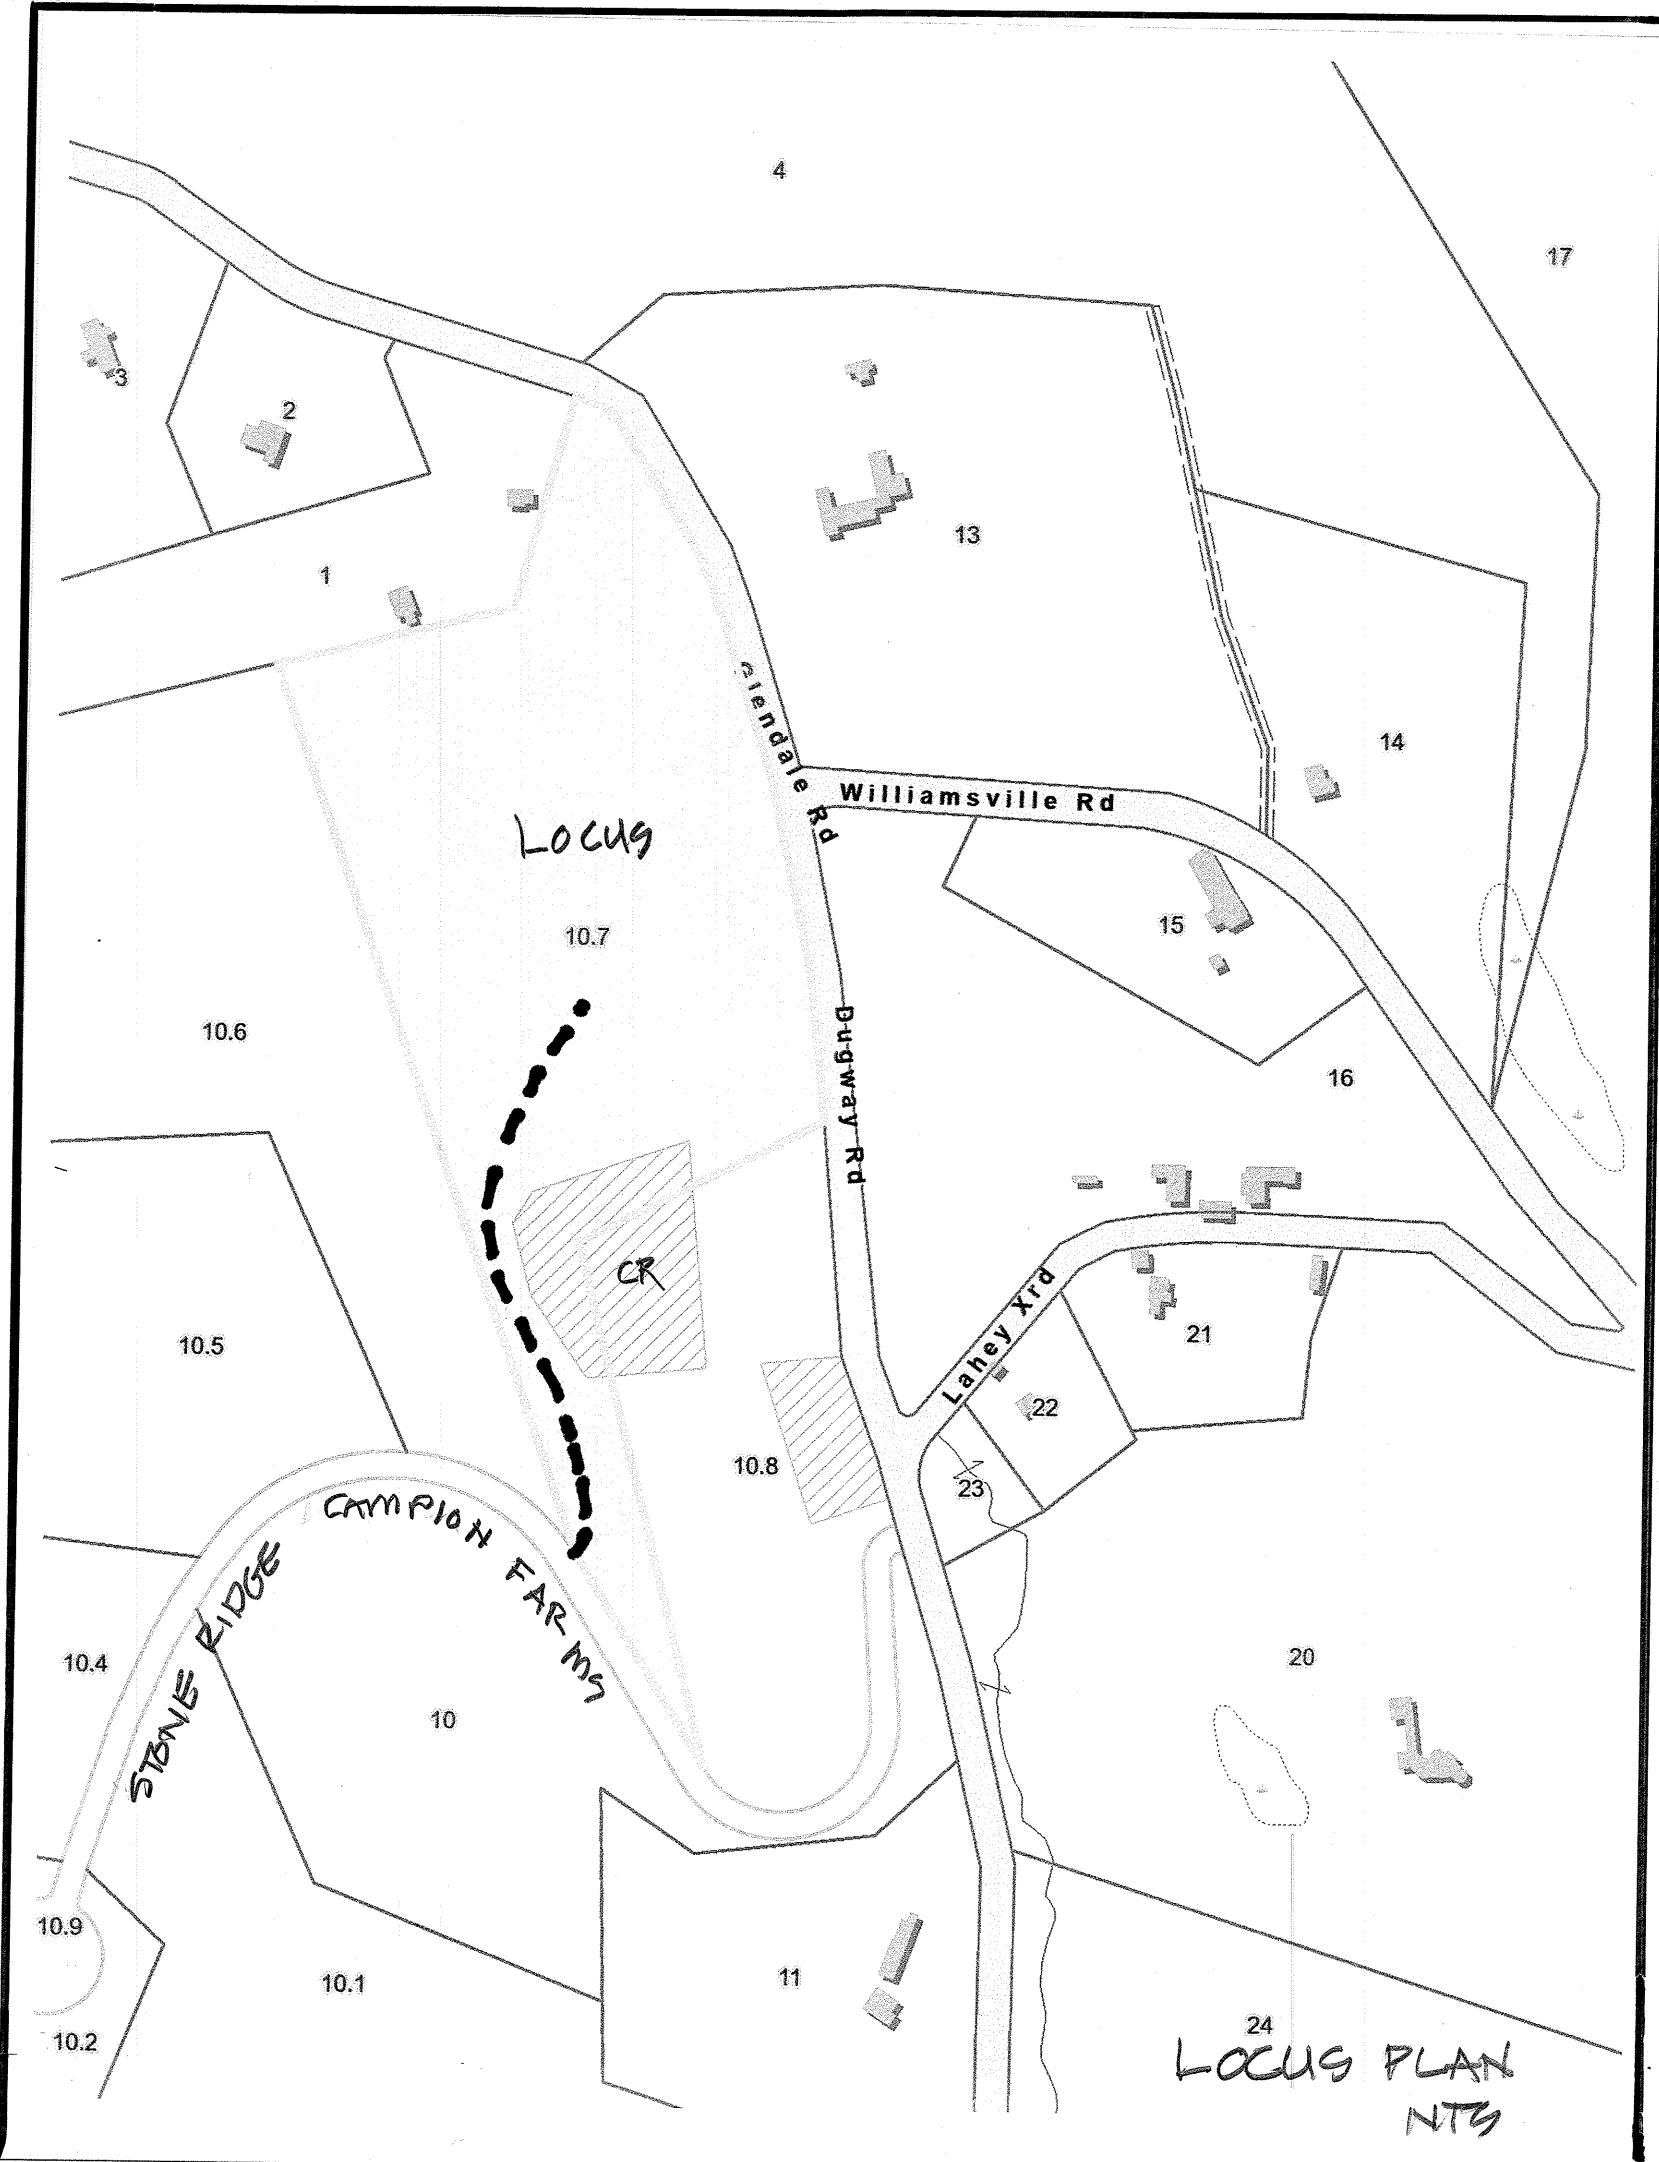 4
17
3
2
13
1
Glendale Rd
14
Williamsville Rd
LOCUS
15
10.7
10.6
Dugway Rd
16
CR
Lahey Xrd
21
10.5
22
10.8
23
CAMPION FARMS
STONE RIDGE
10.4
20
10
10.9
10.1
11
10.2
24
LOCUS PLAN
NTS